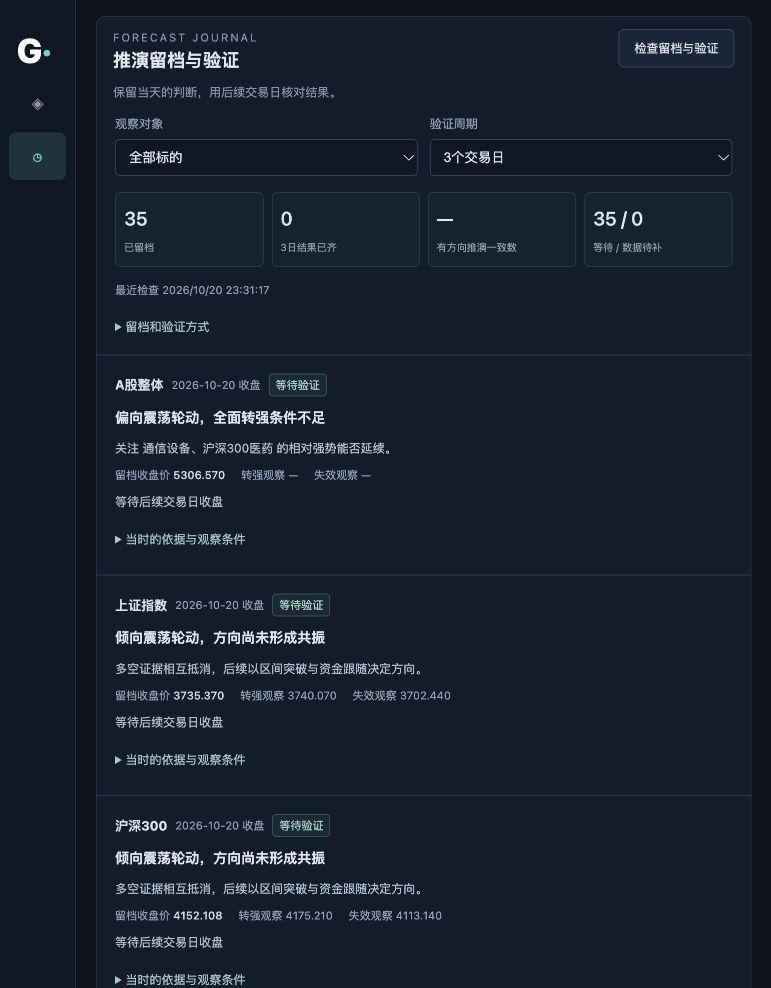 G.
FORECAST JOURNAL
推演留档与验证
检查留档与验证
保留当天的判断，用后续交易日核对结果。
观察对象
验证周期
全部标的
3个交易日
35
0
—
35 / 0
已留档
3日结果已齐
有方向推演一致数
等待 / 数据待补
最近检查 2026/10/20 23:31:17
▶ 留档和验证方式
A股整体 2026-10-20 收盘 等待验证
偏向震荡轮动，全面转强条件不足
关注 通信设备、沪深300医药 的相对强势能否延续。
留档收盘价 5306.570 转强观察 — 失效观察 —
等待后续交易日收盘
▶ 当时的依据与观察条件
上证指数 2026-10-20 收盘 等待验证
倾向震荡轮动，方向尚未形成共振
多空证据相互抵消，后续以区间突破与资金跟随决定方向。
留档收盘价 3735.370 转强观察 3740.070 失效观察 3702.440
等待后续交易日收盘
▶ 当时的依据与观察条件
沪深300 2026-10-20 收盘 等待验证
倾向震荡轮动，方向尚未形成共振
多空证据相互抵消，后续以区间突破与资金跟随决定方向。
留档收盘价 4152.108 转强观察 4175.210 失效观察 4113.140
等待后续交易日收盘
▶ 当时的依据与观察条件